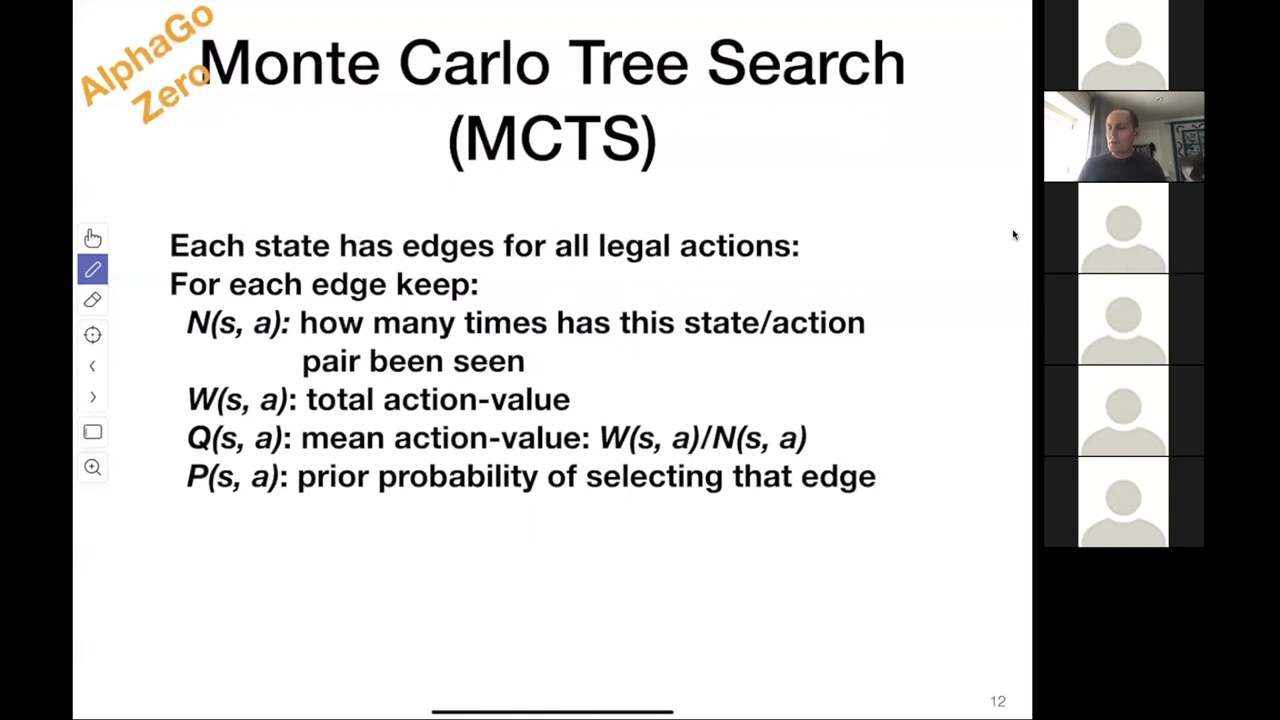 AlphaGo
Zero
Monte Carlo Tree Search
(MCTS)
Each state has edges for all legal actions:
For each edge keep:
N(s, a): how many times has this state/action
pair been seen
W(s, a): total action-value
Q(s, a): mean action-value: W(s, a)/N(s, a)
P(s, a): prior probability of selecting that edge
12